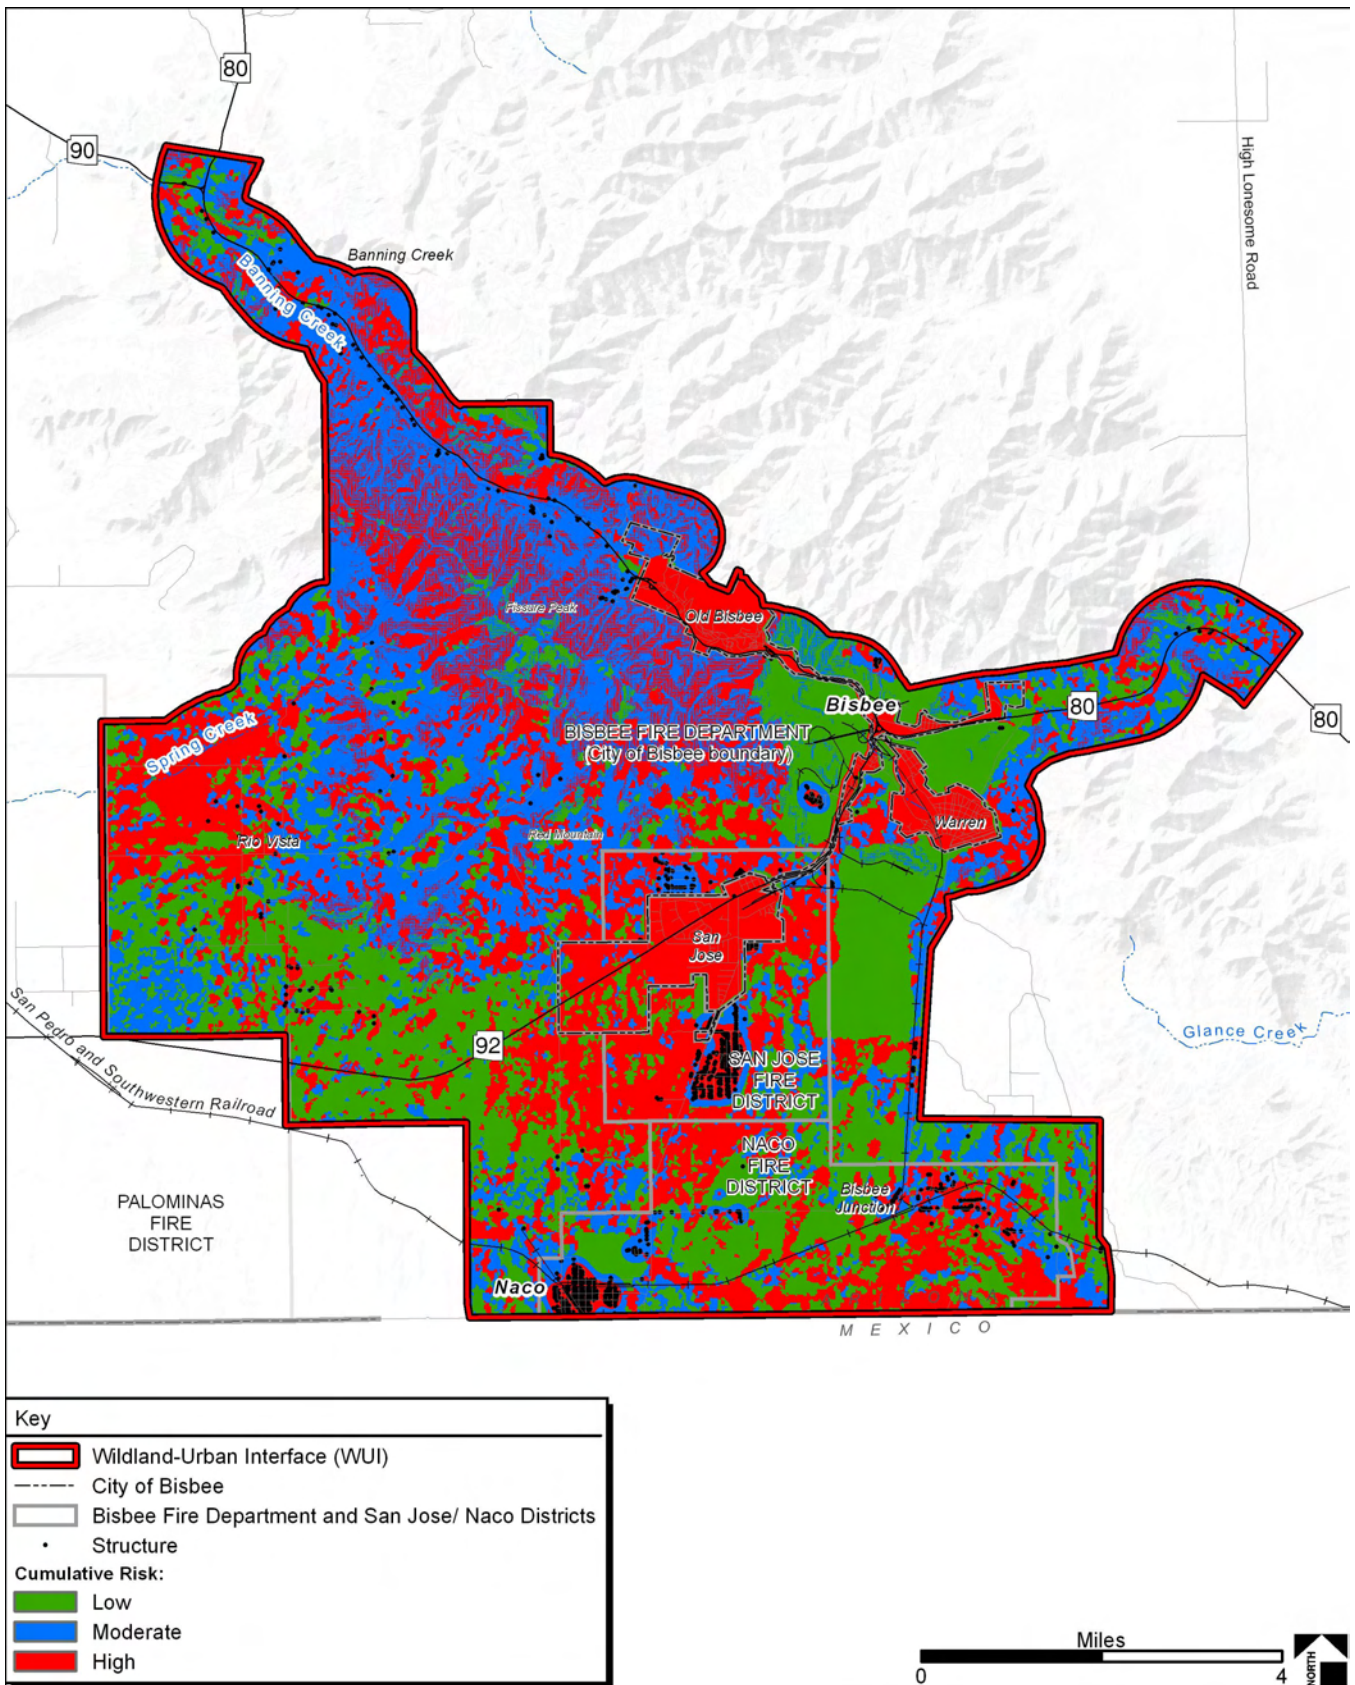 80
90
High Lonesome Road
Banning Creek
Banning Creek
Fissure Peak
Old Bisbee
Bisbee
80
80
Spring Creek
BISBEE FIRE DEPARTMENT
(City of Bisbee boundary)
Rio Vista
Red Mountain
Warren
San
Jose
San Pedro and Southwestern Railroad
92
Glance Creek
SAN JOSE
FIRE
DISTRICT
NACO
FIRE
DISTRICT
Bisbee
Junction
PALOMINAS
FIRE
DISTRICT
Naco
MEXICO
Key
Wildland-Urban Interface (WUI)
City of Bisbee
Bisbee Fire Department and San Jose/ Naco Districts
Structure
Cumulative Risk:
Low
Moderate
High
Miles
0 4
NORTH